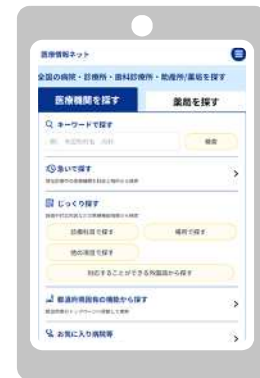 医療情報ネット
全国の病院・診療所・歯科診療所・助産所/薬局を探す
医療機関を探す
薬局を探す
キーワードで探す
検索
急いで探す
じっくり探す
診療科目で探す
場所で探す
他の項目で探す
対応することができる外国語から探す
都道府県固有の機能から探す
お気に入り病院等